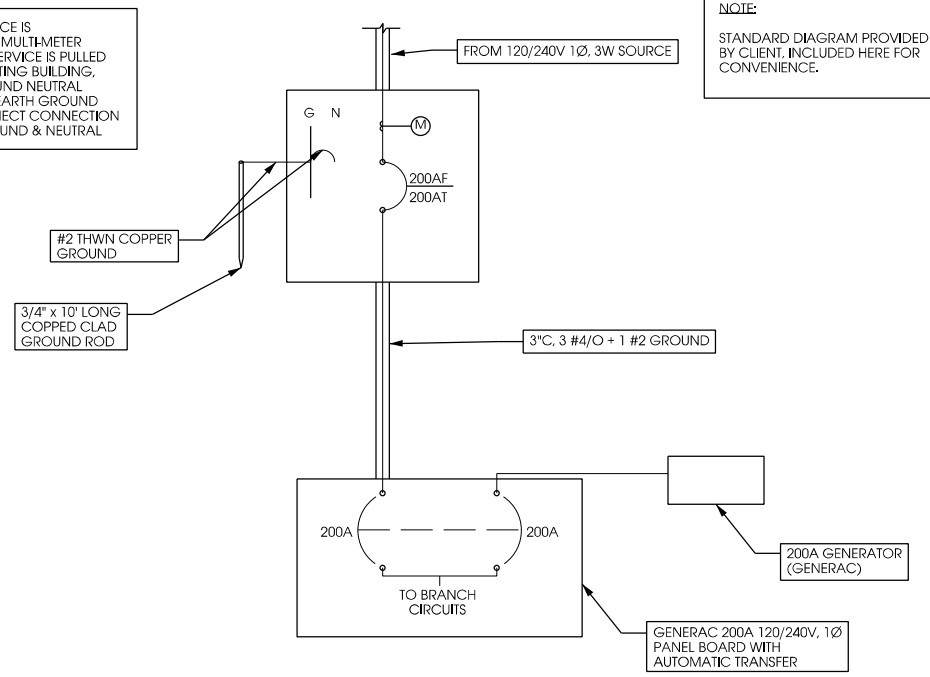 CE IS
MULTI-METER
ERVICE IS PULLED
TING BUILDING,
UND NEUTRAL
EARTH GROUND
NECT CONNECTION
UND & NEUTRAL
NOTE:
STANDARD DIAGRAM PROVIDED
BY CLIENT. INCLUDED HERE FOR
CONVENIENCE.
FROM 120/240V 1Ø, 3W SOURCE
G N
M
200AF
200AT
#2 THWN COPPER
GROUND
3/4" x 10' LONG
COPPED CLAD
GROUND ROD
3"C, 3 #4/O + 1 #2 GROUND
200A
200A
TO BRANCH
CIRCUITS
200A GENERATOR
(GENERAC)
GENERAC 200A 120/240V, 1Ø
PANEL BOARD WITH
AUTOMATIC TRANSFER